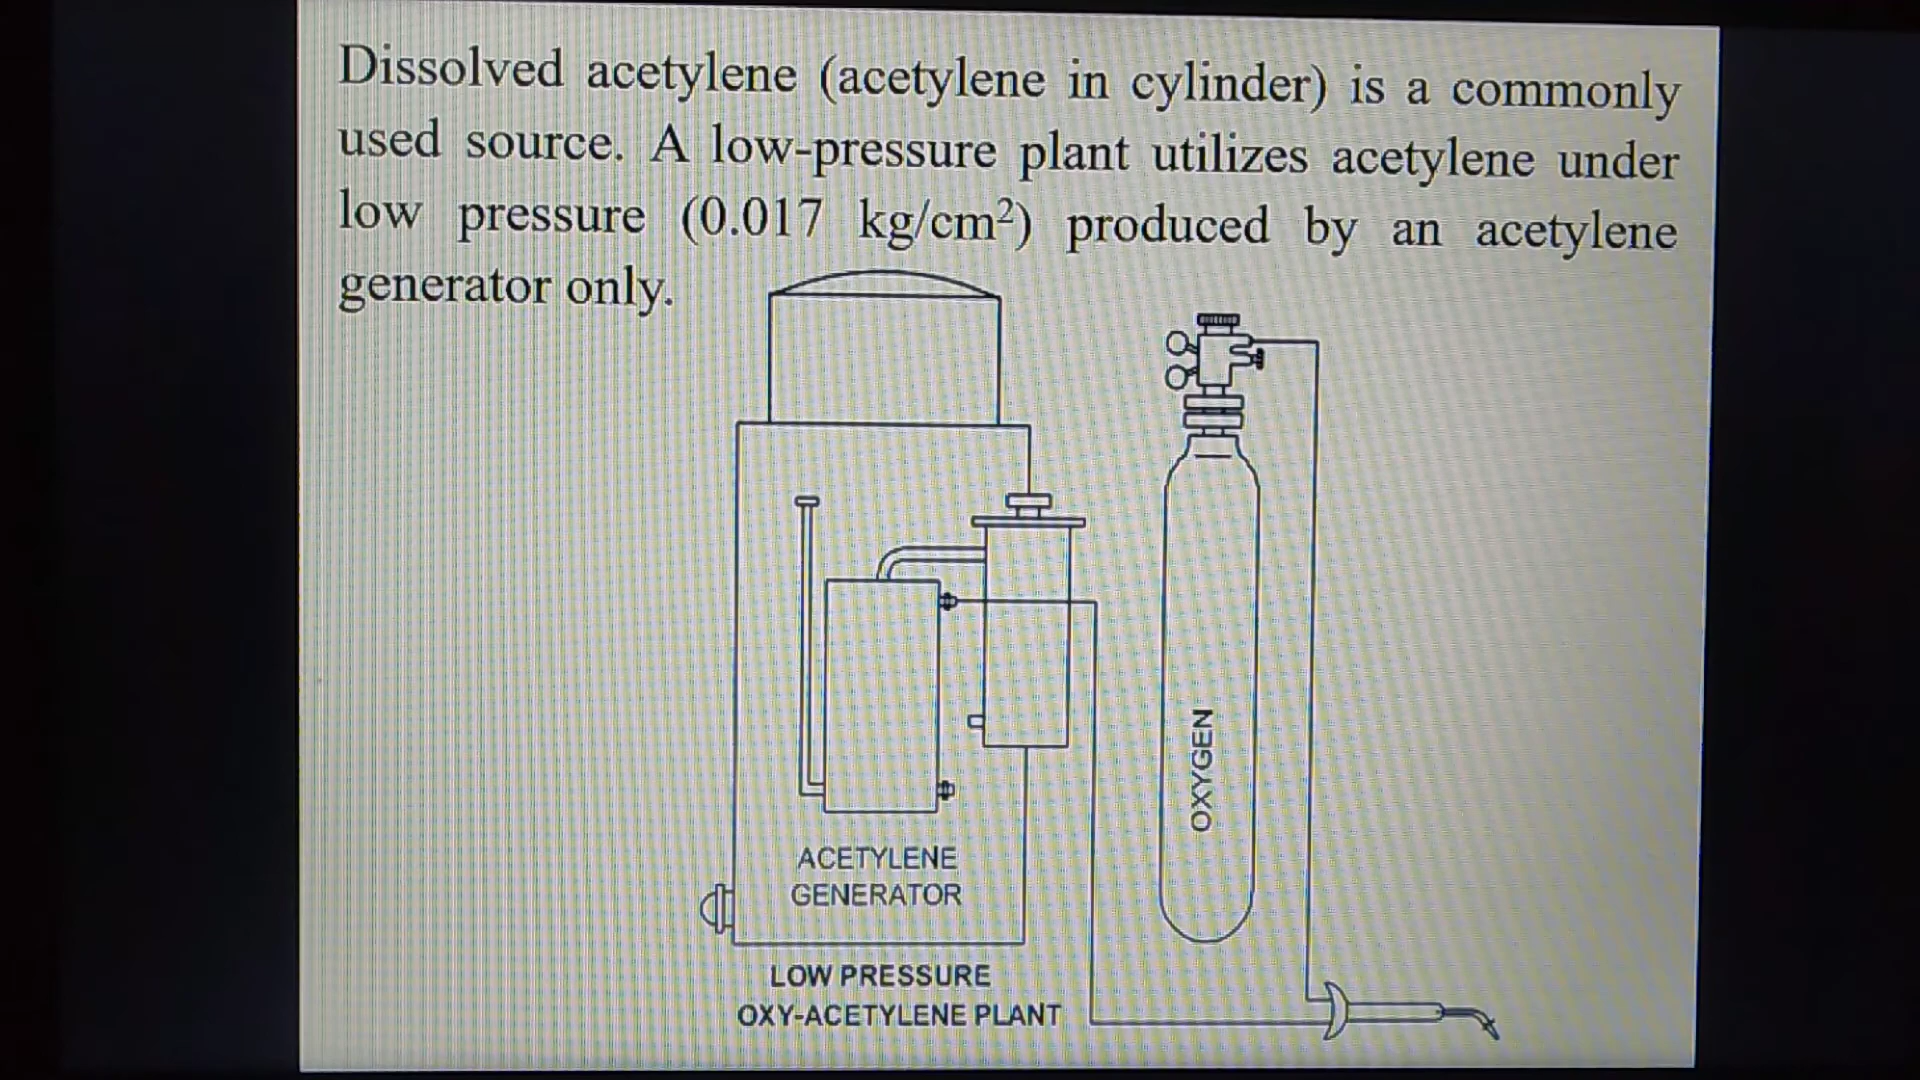 Dissolved acetylene (acetylene in cylinder) is a commonly
used source. A low-pressure plant utilizes acetylene under
low pressure (0.017 kg/cm²) produced by an acetylene
generator only.
OXYGEN
ACETYLENE
GENERATOR
LOW PRESSURE
OXY-ACETYLENE PLANT